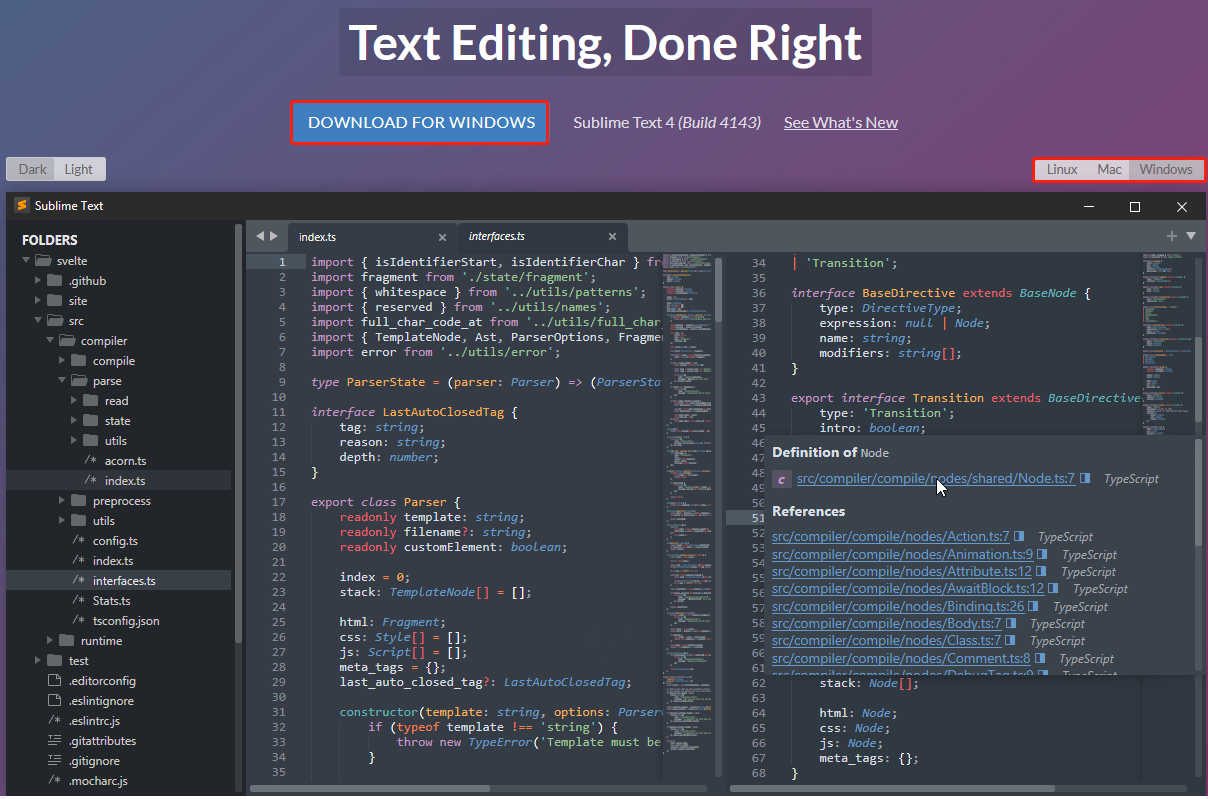 Text Editing, Done Right
DOWNLOAD FOR WINDOWS
Sublime Text 4 (Build 4143)
See What's New
Dark Light
Linux Mac Windows
Sublime Text
FOLDERS
svelte
.github
site
src
compiler
compile
parse
read
state
utils
/* acorn.ts
/* index.ts
preprocess
utils
/* config.ts
/* index.ts
/* interfaces.ts
/* Stats.ts
/* tsconfig.json
runtime
test
.editorconfig
.eslintignore
/* .eslintrc.js
.gitattributes
.gitignore
/* .mocharc.js
index.ts
interfaces.ts
1 import { isIdentifierStart, isIdentifierChar } fr
2 import fragment from './state/fragment';
3 import { whitespace } from '../utils/patterns';
4 import { reserved } from '../utils/names';
5 import full_char_code_at from '../utils/full_char_
6 import { TemplateNode, Ast, ParserOptions, Fragme
7 import error from '../utils/error';
8
9 type ParserState = (parser: Parser) => (ParserSta
10
11 interface LastAutoClosedTag {
12 tag: string;
13 reason: string;
14 depth: number;
15 }
16
17 export class Parser {
18 readonly template: string;
19 readonly filename?: string;
20 readonly customElement: boolean;
21
22 index = 0;
23 stack: TemplateNode[] = [];
24
25 html: Fragment;
26 css: Style[] = [];
27 js: Script[] = [];
28 meta_tags = {};
29 last_auto_closed_tag?: LastAutoClosedTag;
30
31 constructor(template: string, options: Parser
32 if (typeof template !== 'string') {
33 throw new TypeError('Template must be
34 }
35
34 | 'Transition';
35
36 interface BaseDirective extends BaseNode {
37 type: DirectiveType;
38 expression: null | Node;
39 name: string;
40 modifiers: string[];
41 }
42
43 export interface Transition extends BaseDirective
44 type: 'Transition';
45 intro: boolean;
Definition of Node
c src/compiler/compile/nodes/shared/Node.ts:7 TypeScript
References
51
src/compiler/compile/nodes/Action.ts:7 TypeScript
src/compiler/compile/nodes/Animation.ts:9 TypeScript
src/compiler/compile/nodes/Attribute.ts:12 TypeScript
src/compiler/compile/nodes/AwaitBlock.ts:12 TypeScript
src/compiler/compile/nodes/Binding.ts:26 TypeScript
src/compiler/compile/nodes/Body.ts:7 TypeScript
src/compiler/compile/nodes/Class.ts:7 TypeScript
src/compiler/compile/nodes/Comment.ts:8 TypeScript
src/compiler/compile/nodes/DebugTag.ts:9 TypeScript
62 stack: Node[];
63
64 html: Node;
65 css: Node;
66 js: Node;
67 meta_tags: {};
68 }